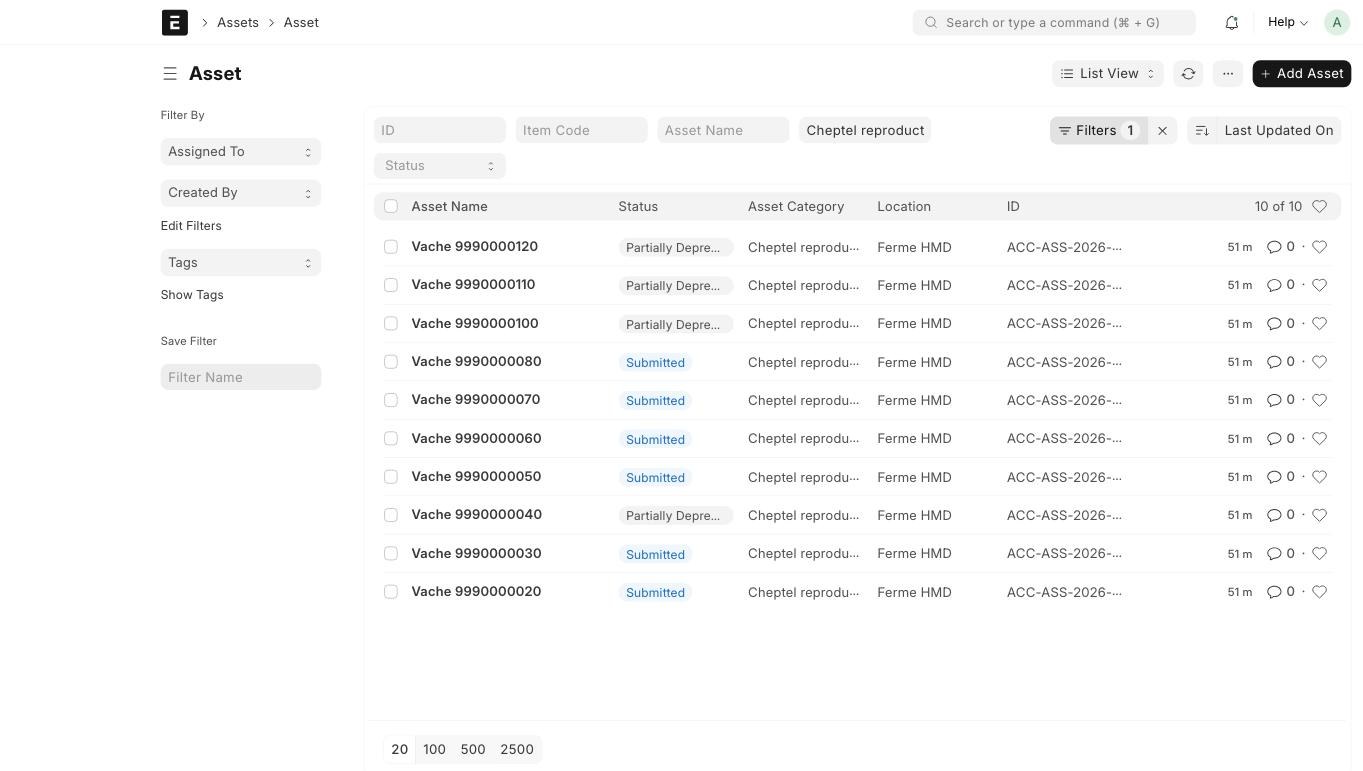 E
Assets
Asset
Search or type a command (⌘ + G)
Help
A
Asset
List View
Add Asset
Filter By
Assigned To
Created By
Edit Filters
Tags
Show Tags
Save Filter
Filter Name
ID
Item Code
Asset Name
Cheptel reproduct
Filters 1
Last Updated On
Status
Asset Name Status Asset Category Location ID 10 of 10
Vache 9990000120 Partially Depre... Cheptel reprodu... Ferme HMD ACC-ASS-2026-... 51 m 0 ·
Vache 9990000110 Partially Depre... Cheptel reprodu... Ferme HMD ACC-ASS-2026-... 51 m 0 ·
Vache 9990000100 Partially Depre... Cheptel reprodu... Ferme HMD ACC-ASS-2026-... 51 m 0 ·
Vache 9990000080 Submitted Cheptel reprodu... Ferme HMD ACC-ASS-2026-... 51 m 0 ·
Vache 9990000070 Submitted Cheptel reprodu... Ferme HMD ACC-ASS-2026-... 51 m 0 ·
Vache 9990000060 Submitted Cheptel reprodu... Ferme HMD ACC-ASS-2026-... 51 m 0 ·
Vache 9990000050 Submitted Cheptel reprodu... Ferme HMD ACC-ASS-2026-... 51 m 0 ·
Vache 9990000040 Partially Depre... Cheptel reprodu... Ferme HMD ACC-ASS-2026-... 51 m 0 ·
Vache 9990000030 Submitted Cheptel reprodu... Ferme HMD ACC-ASS-2026-... 51 m 0 ·
Vache 9990000020 Submitted Cheptel reprodu... Ferme HMD ACC-ASS-2026-... 51 m 0 ·
20 100 500 2500